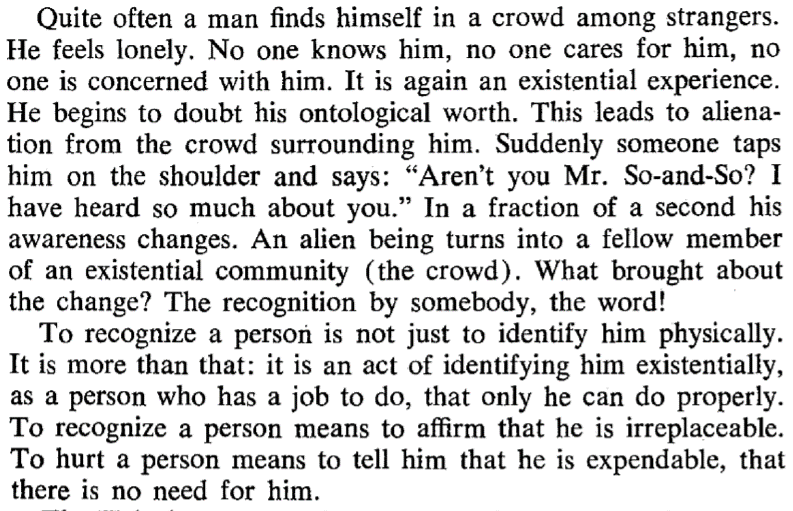 Quite often a man finds himself in a crowd among strangers.
He feels lonely. No one knows him, no one cares for him, no
one is concerned with him. It is again an existential experience.
He begins to doubt his ontological worth. This leads to aliena-
tion from the crowd surrounding him. Suddenly someone taps
him on the shoulder and says: “Aren’t you Mr. So-and-So? I
have heard so much about you.” In a fraction of a second his
awareness changes. An alien being turns into a fellow member
of an existential community (the crowd). What brought about
the change? The recognition by somebody, the word!
To recognize a person is not just to identify him physically.
It is more than that: it is an act of identifying him existentially,
as a person who has a job to do, that only he can do properly.
To recognize a person means to affirm that he is irreplaceable.
To hurt a person means to tell him that he is expendable, that
there is no need for him.